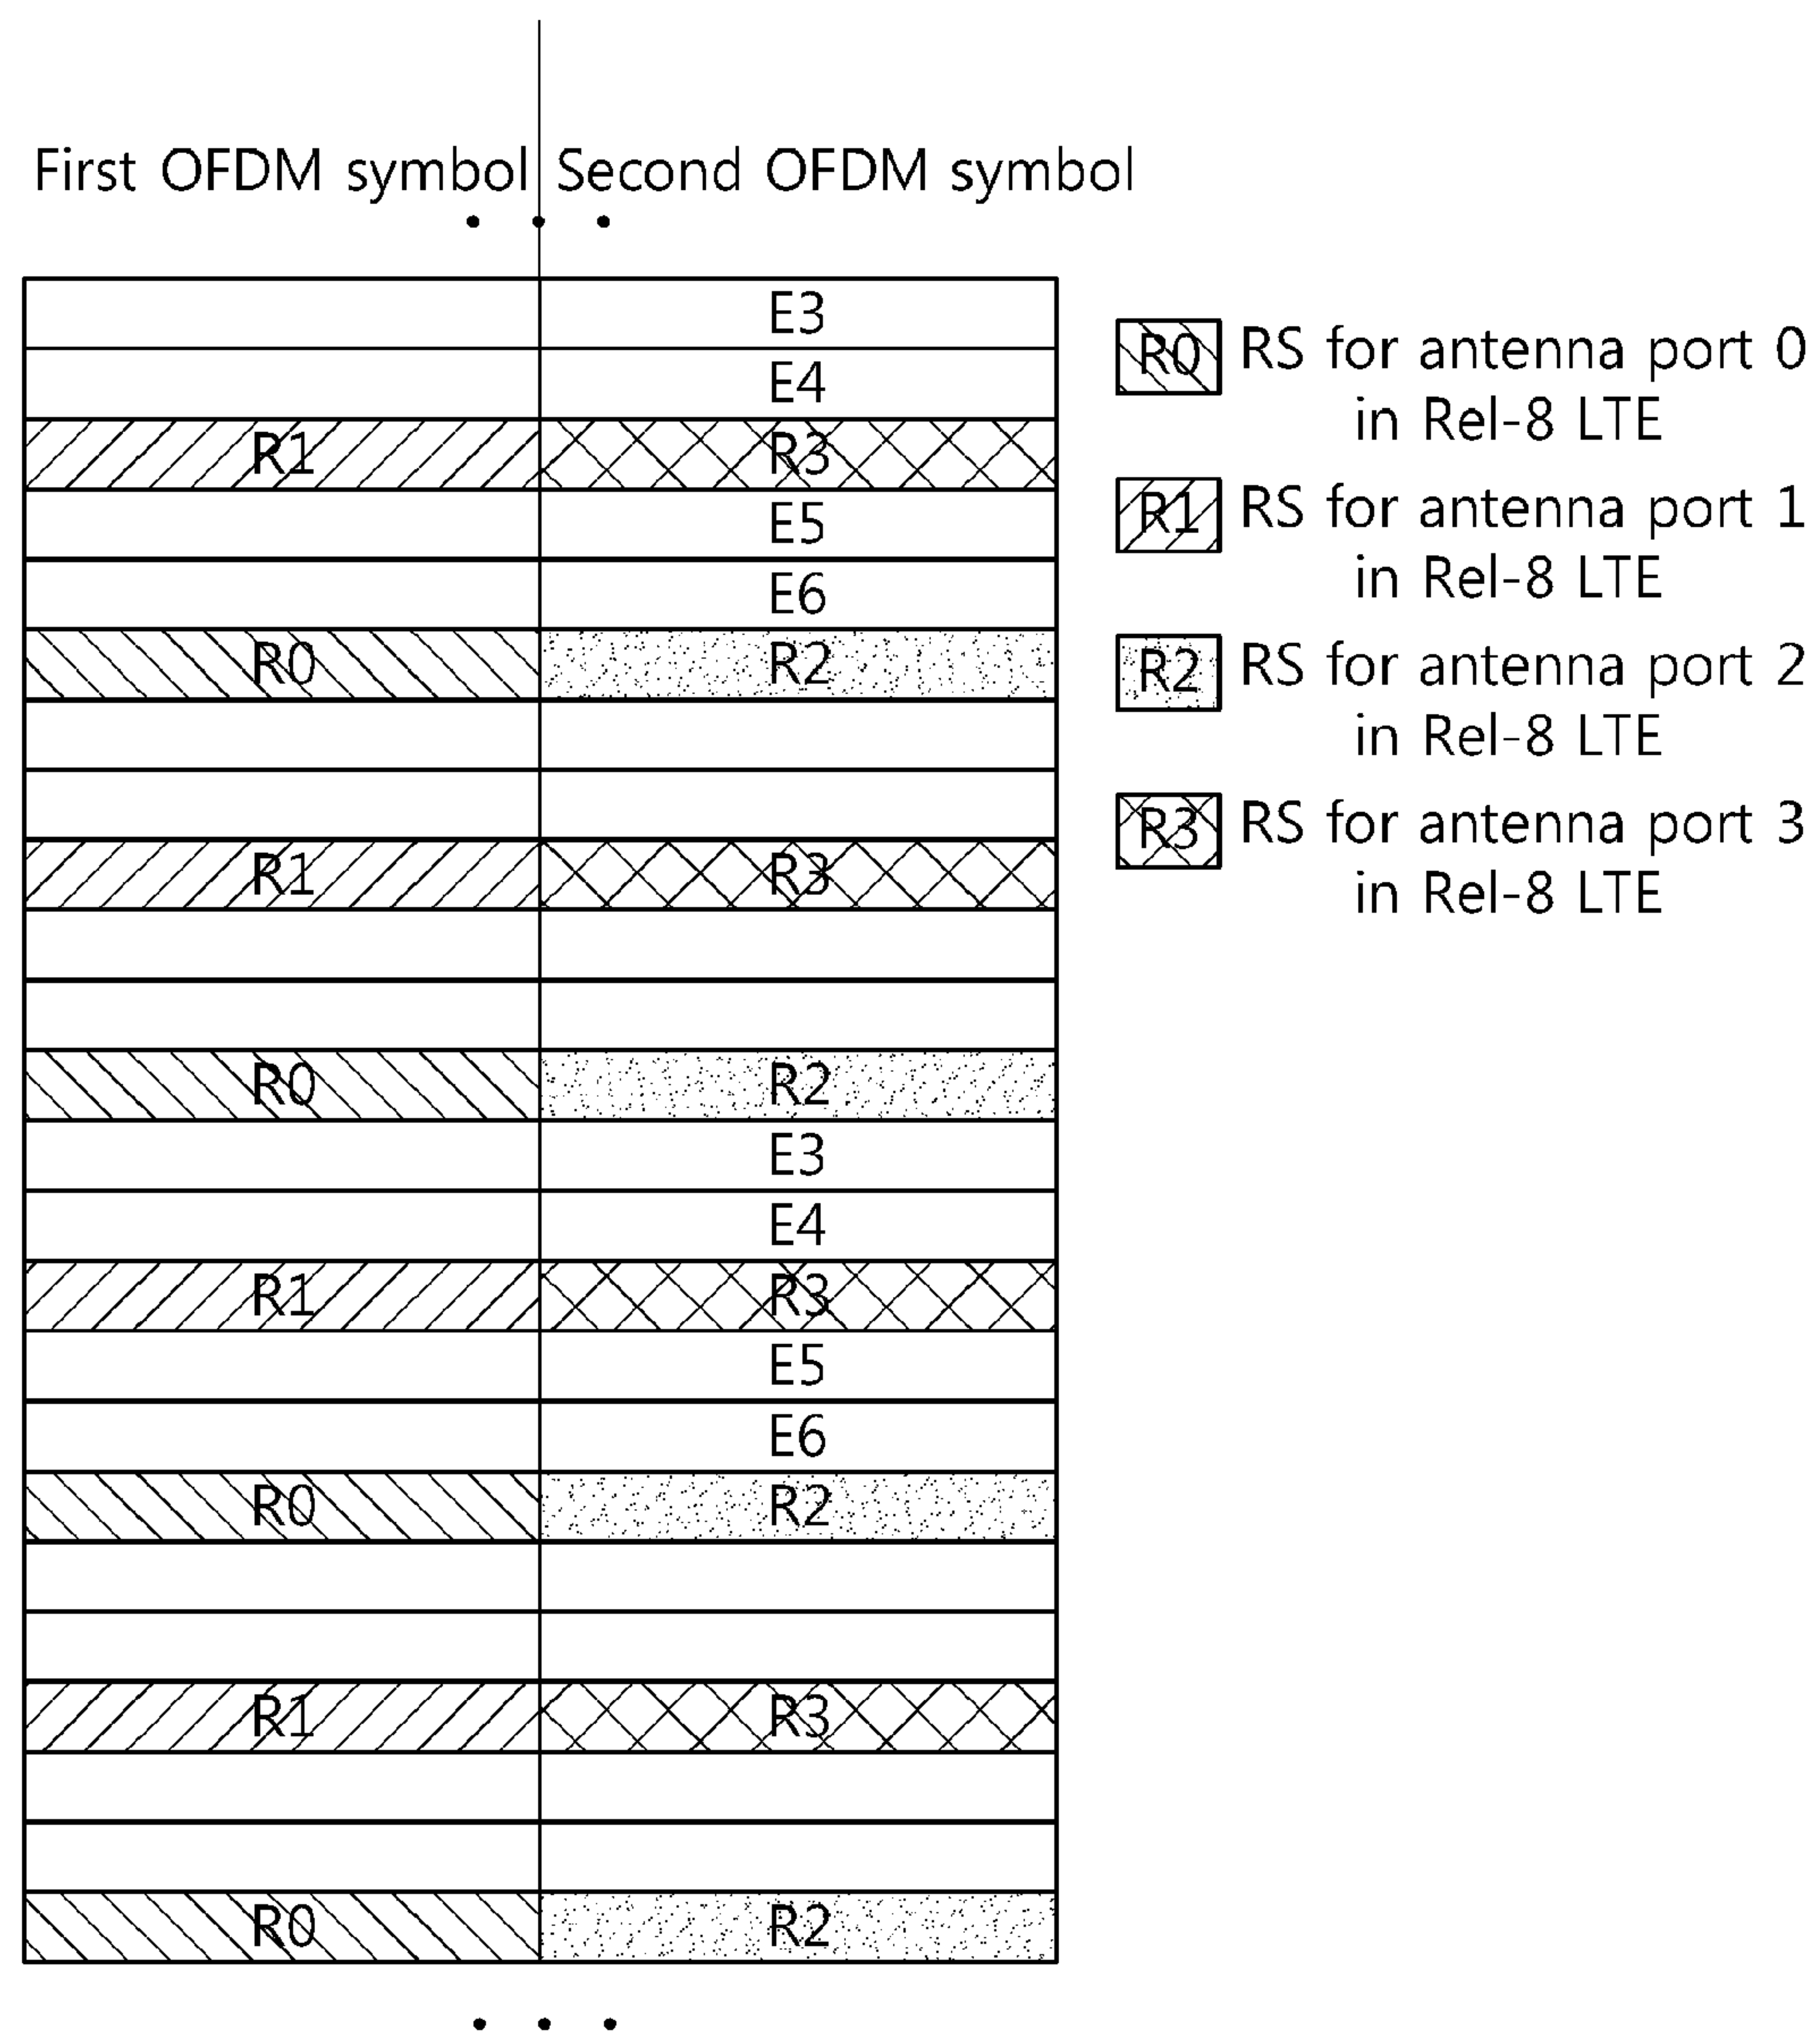 First OFDM symbol Second OFDM symbol
E3
E4
R1 R3
E5
E6
R0 R2
R1 R3
R0 R2
E3
E4
R1 R3
E5
E6
R0 R2
R1 R3
R0 R2
R0 RS for antenna port 0
in Rel-8 LTE
R1 RS for antenna port 1
in Rel-8 LTE
R2 RS for antenna port 2
in Rel-8 LTE
R3 RS for antenna port 3
in Rel-8 LTE